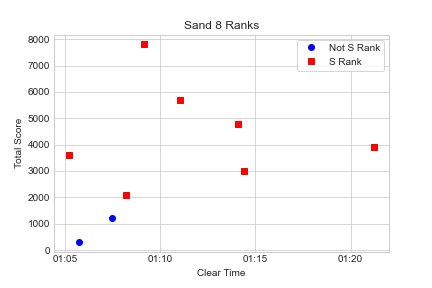 Sand 8 Ranks
8000
7000
6000
5000
4000
3000
2000
1000
0
Total Score
Not S Rank
S Rank
01:05
01:10
01:15
01:20
Clear Time